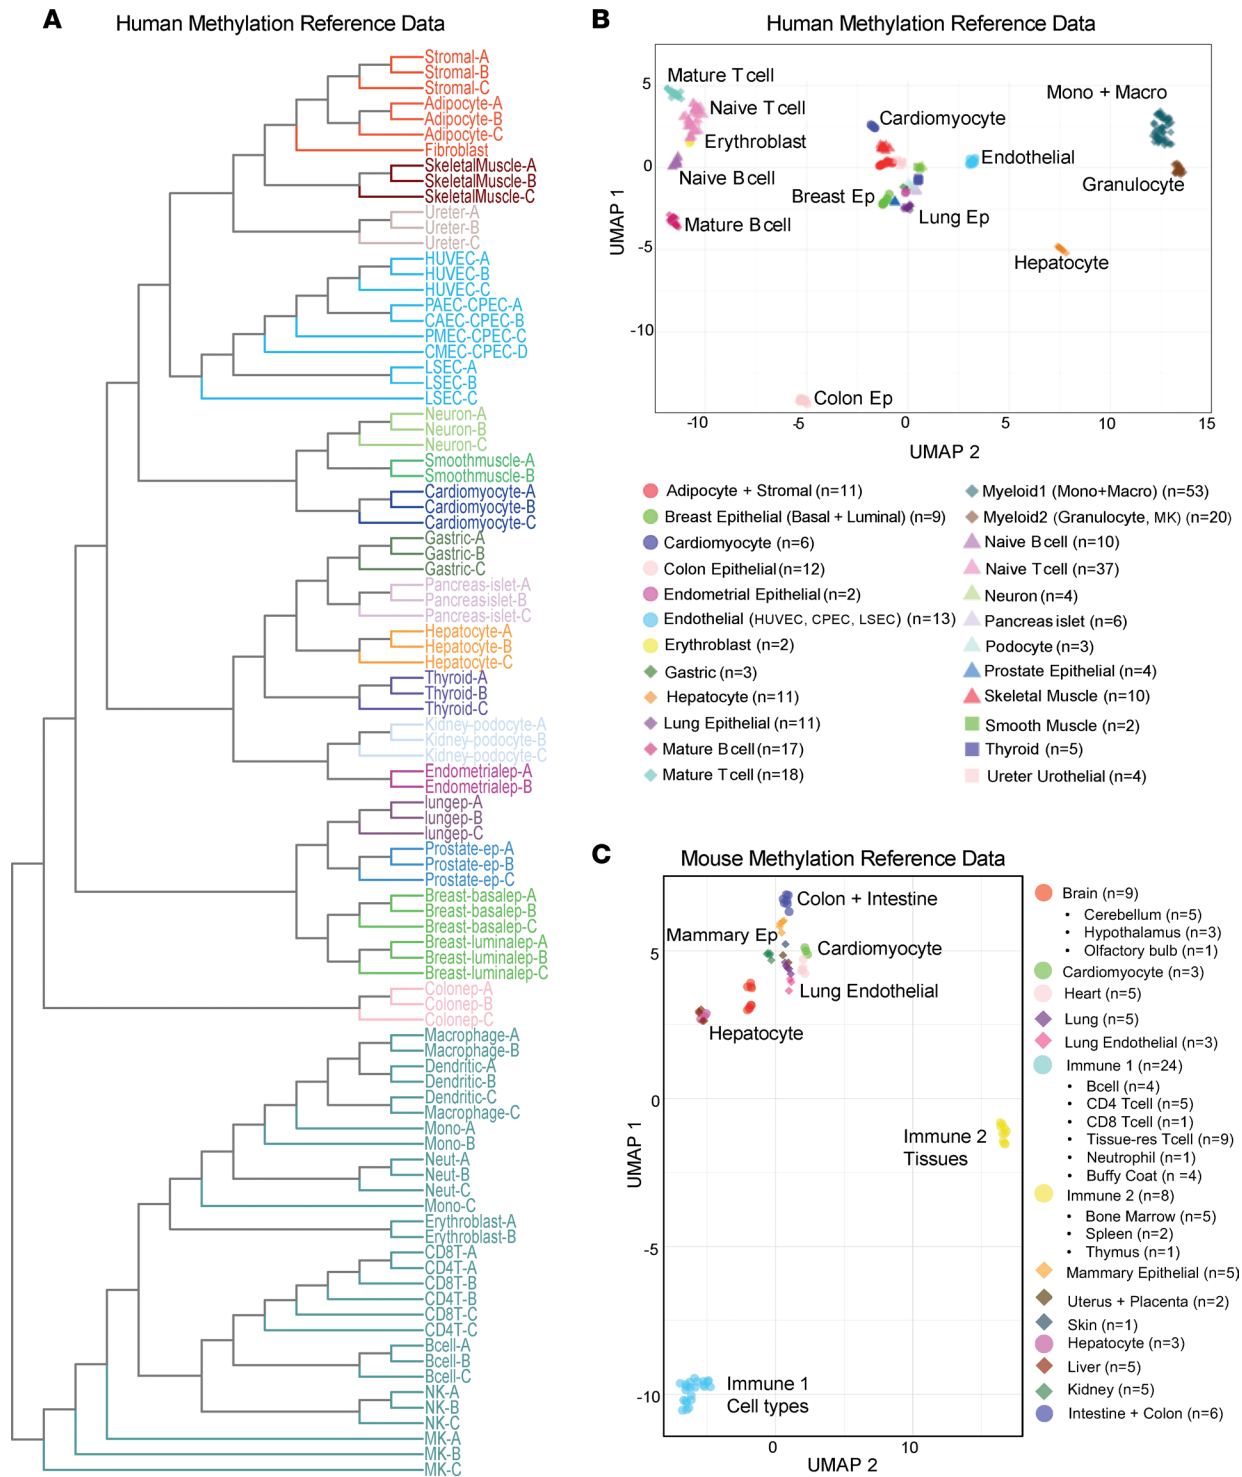 A
Human Methylation Reference Data
Stromal-A
Stromal-B
Stromal-C
Adipocyte-A
Adipocyte-B
Adipocyte-C
Fibroblast
SkeletalMuscle-A
SkeletalMuscle-B
SkeletalMuscle-C
Ureter-A
Ureter-B
Ureter-C
HUVEC-A
HUVEC-B
HUVEC-C
PAEC-CPEC-A
CAEC-CPEC-B
PMEC-CPEC-C
CMEC-CPEC-D
LSEC-A
LSEC-B
LSEC-C
Neuron-A
Neuron-B
Neuron-C
Smoothmuscle-A
Smoothmuscle-B
Cardiomyocyte-A
Cardiomyocyte-B
Cardiomyocyte-C
Gastric-A
Gastric-B
Gastric-C
Pancreas-islet-A
Pancreasislet-B
Pancreas-islet-C
Hepatocyte-A
Hepatocyte-B
Hepatocyte-C
Thyroid-A
Thyroid-B
Thyroid-C
Kidney-podocyte-A
Kidney-podocyte-B
Kidney-podocyte-C
Endometrialep-A
Endometrialep-B
lungep-A
lungep-B
lungep-C
Prostate-ep-A
Prostate-ep-B
Prostate-ep-C
Breast-basalep-A
Breast-basalep-B
Breast-basalep-C
Breast-luminalep-A
Breast-luminalep-B
Breast-luminalep-C
Colonep-A
Colonep-B
Colonep-C
Macrophage-A
Macrophage-B
Dendritic-A
Dendritic-B
Dendritic-C
Macrophage-C
Mono-A
Mono-B
Neut-A
Neut-B
Neut-C
Mono-C
Erythroblast-A
Erythroblast-B
CD8T-A
CD4T-A
CD8T-B
CD4T-B
CD8T-C
CD4T-C
Bcell-A
Bcell-B
Bcell-C
NK-A
NK-B
NK-C
MK-A
MK-B
MK-C
B
Human Methylation Reference Data
UMAP 1
5
0
-5
-10
Mature T cell
Naive T cell
Erythroblast
Naive B cell
Mature B cell
Cardiomyocyte
Breast Ep
Lung Ep
Endothelial
Mono + Macro
Granulocyte
Hepatocyte
Colon Ep
-10
-5
0
5
10
15
UMAP 2
Adipocyte + Stromal (n=11)
Breast Epithelial (Basal + Luminal) (n=9)
Cardiomyocyte (n=6)
Colon Epithelial (n=12)
Endometrial Epithelial (n=2)
Endothelial (HUVEC, CPEC, LSEC) (n=13)
Erythroblast (n=2)
Gastric (n=3)
Hepatocyte (n=11)
Lung Epithelial (n=11)
Mature B cell (n=17)
Mature T cell (n=18)
Myeloid1 (Mono+Macro) (n=53)
Myeloid2 (Granulocyte, MK) (n=20)
Naive B cell (n=10)
Naive T cell (n=37)
Neuron (n=4)
Pancreas islet (n=6)
Podocyte (n=3)
Prostate Epithelial (n=4)
Skeletal Muscle (n=10)
Smooth Muscle (n=2)
Thyroid (n=5)
Ureter Urothelial (n=4)
C
Mouse Methylation Reference Data
UMAP 1
5
0
-5
-10
Colon + Intestine
Mammary Ep
Cardiomyocyte
Lung Endothelial
Hepatocyte
Immune 2
Tissues
Immune 1
Cell types
0
10
UMAP 2
Brain (n=9)
• Cerebellum (n=5)
• Hypothalamus (n=3)
• Olfactory bulb (n=1)
Cardiomyocyte (n=3)
Heart (n=5)
Lung (n=5)
Lung Endothelial (n=3)
Immune 1 (n=24)
• Bcell (n=4)
• CD4 Tcell (n=5)
• CD8 Tcell (n=1)
• Tissue-res Tcell (n=9)
• Neutrophil (n=1)
• Buffy Coat (n =4)
Immune 2 (n=8)
• Bone Marrow (n=5)
• Spleen (n=2)
• Thymus (n=1)
Mammary Epithelial (n=5)
Uterus + Placenta (n=2)
Skin (n=1)
Hepatocyte (n=3)
Liver (n=5)
Kidney (n=5)
Intestine + Colon (n=6)